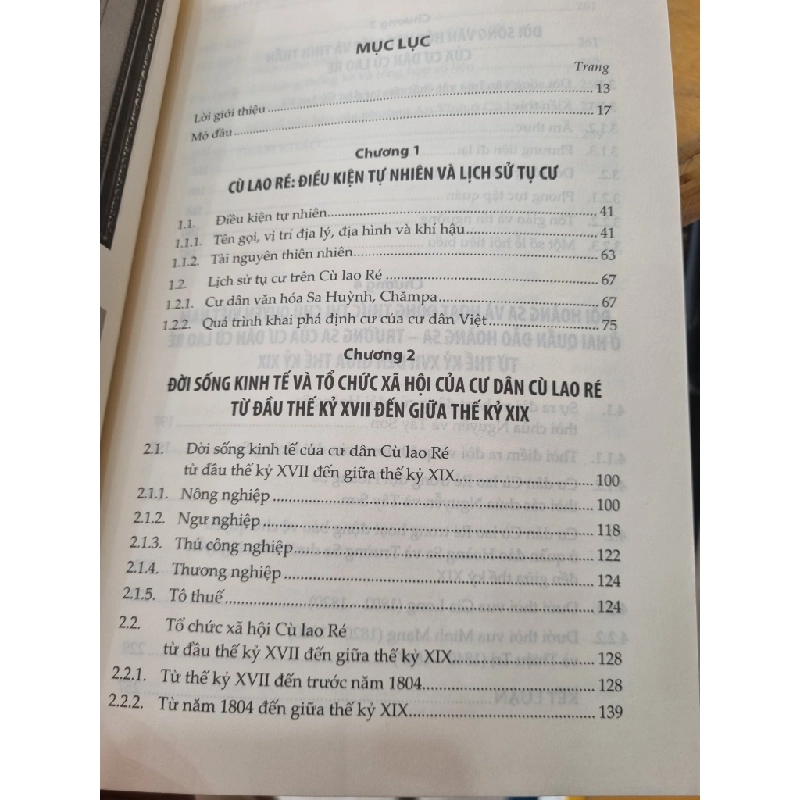 MỤC LỤC
Trang
Lời giới thiệu 13
Mở đầu 17
Chương 1
CÙ LAO RÉ: ĐIỀU KIỆN TỰ NHIÊN VÀ LỊCH SỬ TỤ CƯ
1.1. Điều kiện tự nhiên 41
1.1.1. Tên gọi, vị trí địa lý, địa hình và khí hậu 41
1.1.2. Tài nguyên thiên nhiên 63
1.2. Lịch sử tụ cư trên Cù lao Ré 67
1.2.1. Cư dân văn hóa Sa Huỳnh, Chămpa 67
1.2.2. Quá trình khai phá định cư của cư dân Việt 75
Chương 2
ĐỜI SỐNG KINH TẾ VÀ TỔ CHỨC XÃ HỘI CỦA CƯ DÂN CÙ LAO RÉ
TỪ ĐẦU THẾ KỶ XVII ĐẾN GIỮA THẾ KỶ XIX
2.1. Đời sống kinh tế của cư dân Cù lao Ré
từ đầu thế kỷ XVII đến giữa thế kỷ XIX 100
2.1.1. Nông nghiệp 100
2.1.2. Ngư nghiệp 118
2.1.3. Thủ công nghiệp 122
2.1.4. Thương nghiệp 124
2.1.5. Tô thuế 124
2.2. Tổ chức xã hội Cù lao Ré
từ đầu thế kỷ XVII đến giữa thế kỷ XIX 128
2.2.1. Từ thế kỷ XVII đến trước năm 1804 128
2.2.2. Từ năm 1804 đến giữa thế kỷ XIX 139